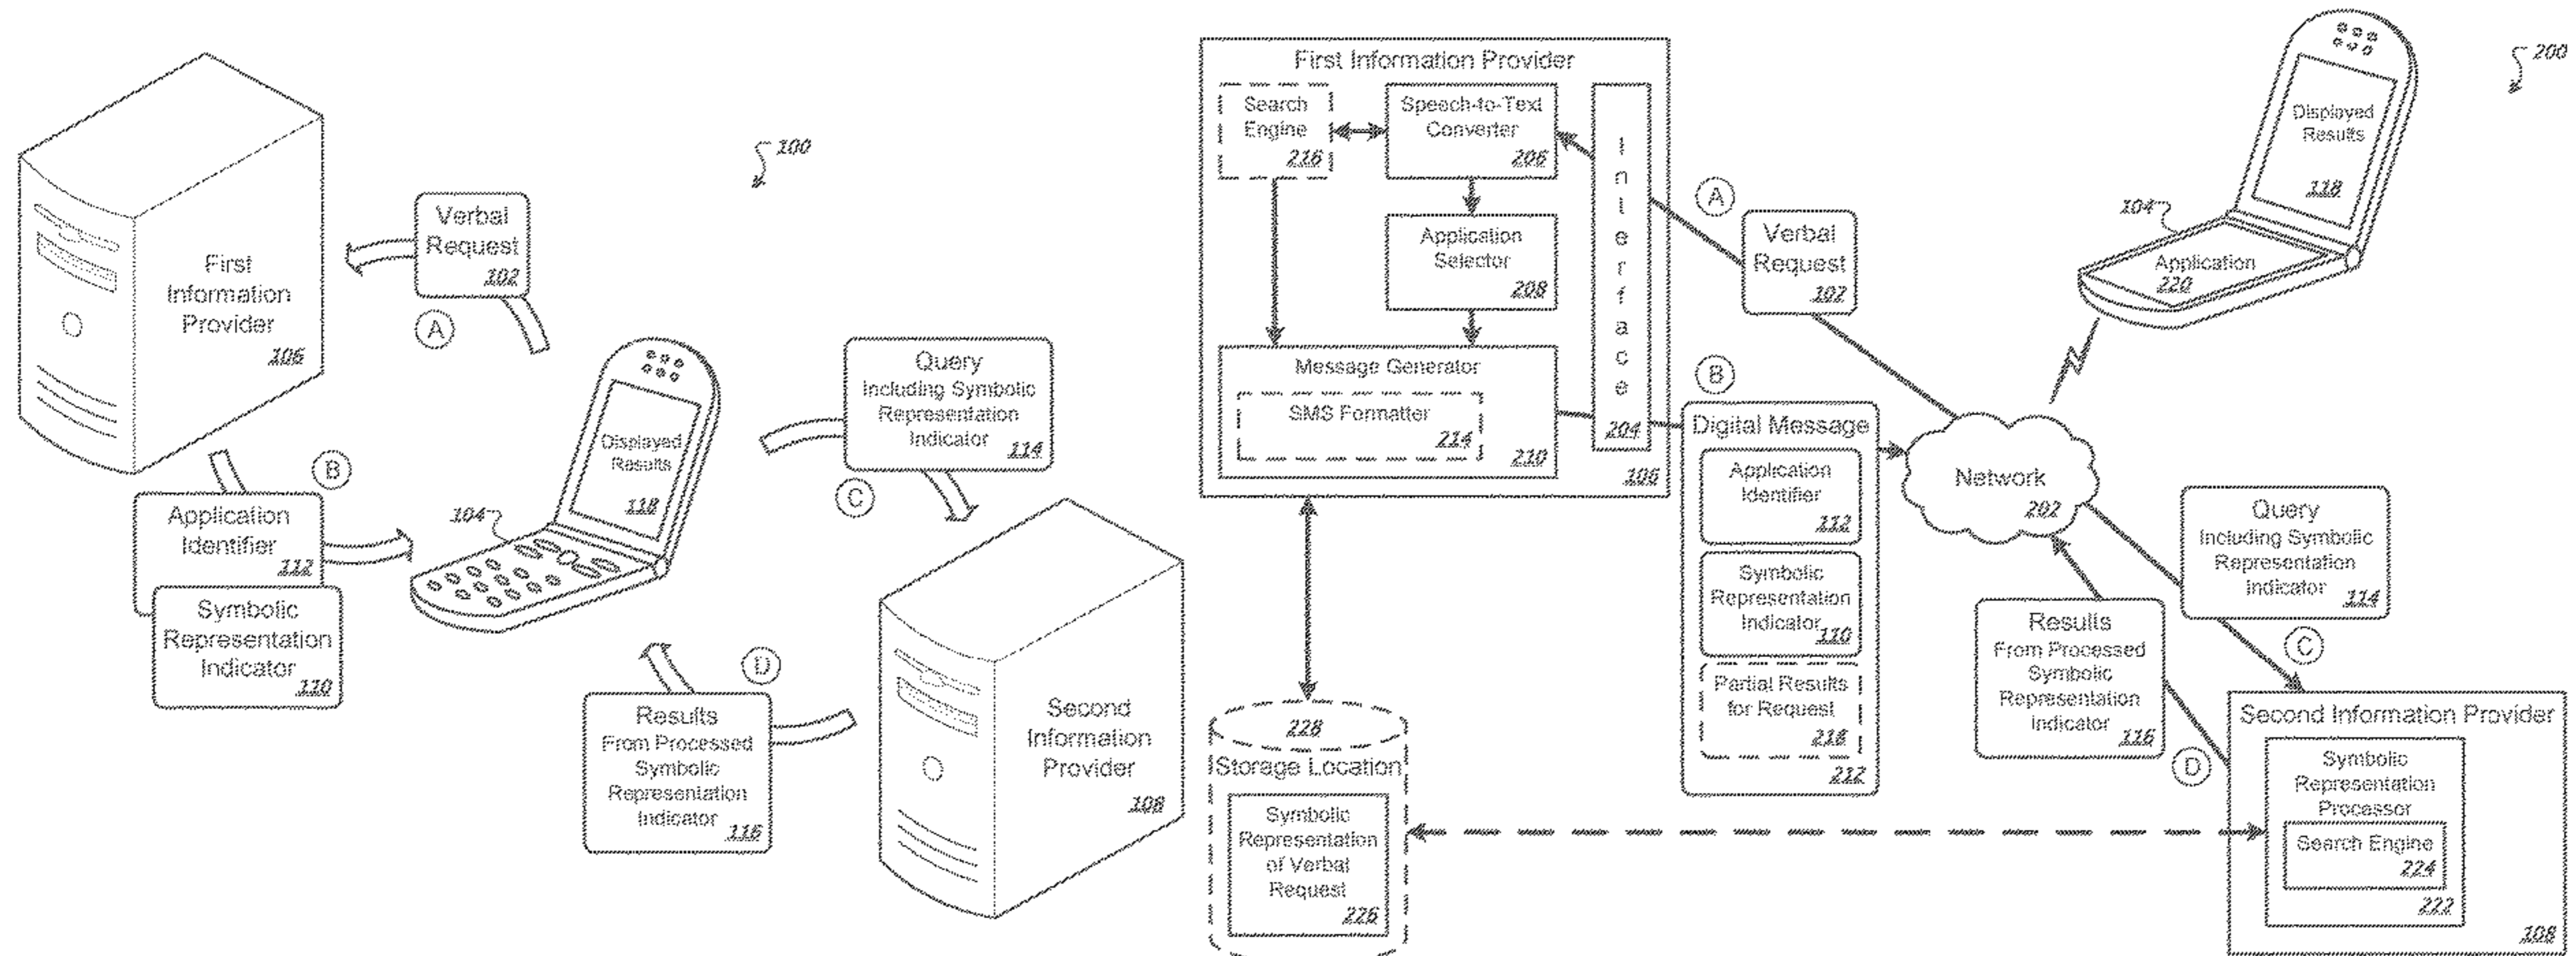 100
First
Information
Provider
106
Verbal
Request
102
A
B
Application
Identifier
112
Symbolic
Representation
Indicator
110
104
Displayed
Results
118
Query
Including Symbolic
Representation
Indicator
114
C
D
Results
From Processed
Symbolic
Representation
Indicator
116
Second
Information
Provider
108
200
First Information Provider
Search
Engine
216
Speech-to-Text
Converter
206
Application
Selector
208
Message Generator
SMS Formatter
214
210
Interface
204
106
A
Verbal
Request
102
B
Digital Message
Application
Identifier
112
Symbolic
Representation
Indicator
110
Partial Results
for Request
218
212
Displayed
Results
118
104
Application
220
Network
202
Query
Including Symbolic
Representation
Indicator
114
C
Results
From Processed
Symbolic
Representation
Indicator
116
D
Second Information Provider
Symbolic
Representation
Processor
Search Engine
224
222
108
228
Storage Location
Symbolic
Representation
of Verbal
Request
226